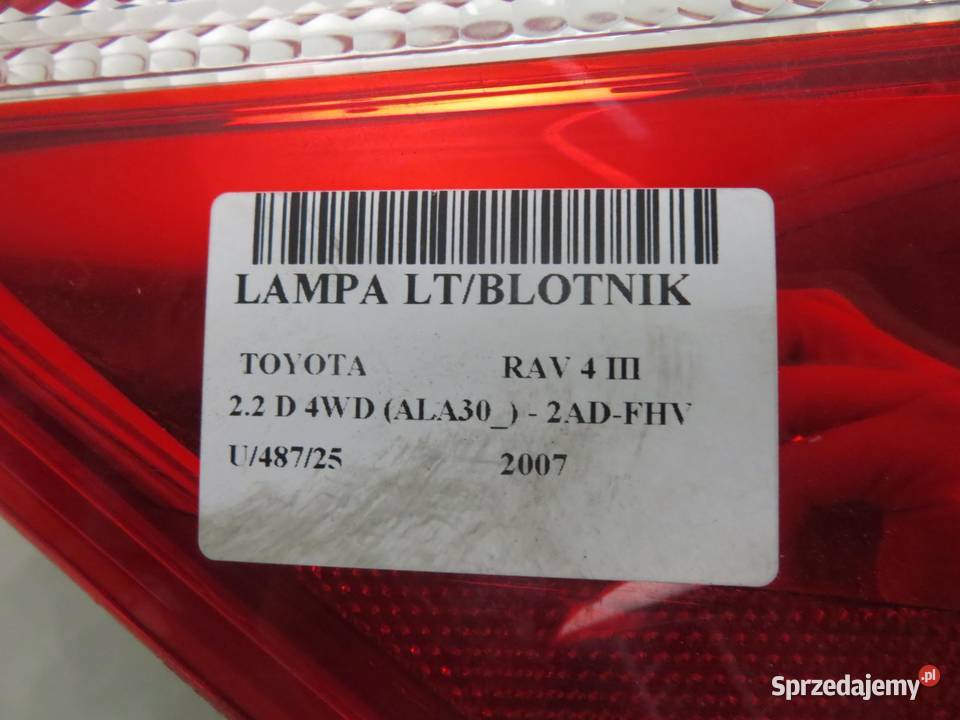 LAMPA LT/BLOTNIK
TOYOTA RAV 4 III
2.2 D 4WD (ALA30_) - 2AD-FHV
U/487/25 2007
Sprzedajemy.pl